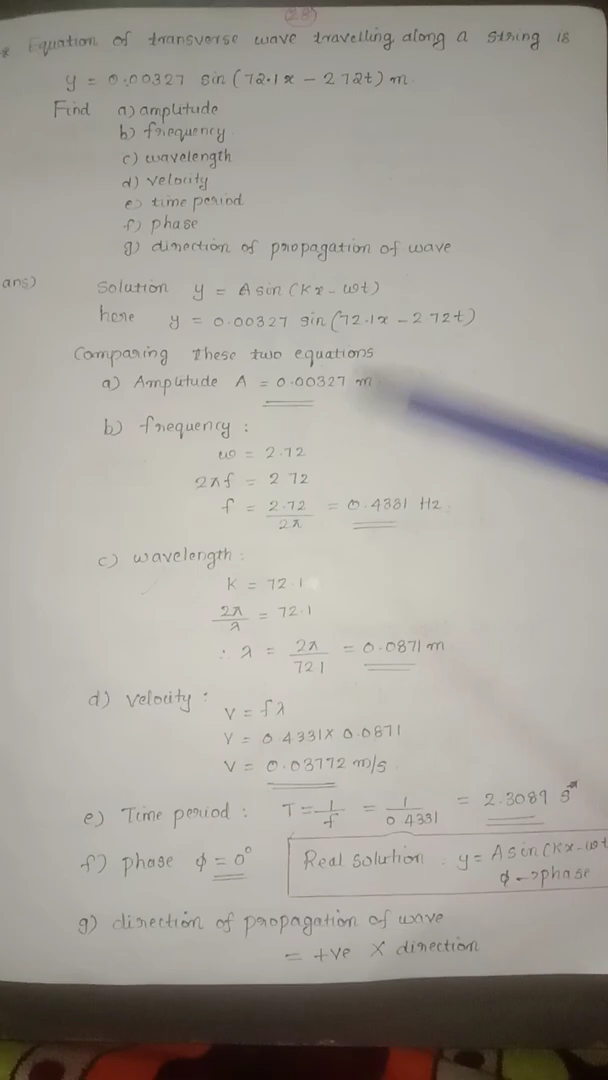 (28)
* Equation of transverse wave travelling along a string is
y = 0.00327 sin (72.1x - 2.72t) m.
Find a) amplitude
b) frequency
c) wavelength
d) velocity
e) time period
f) phase
g) direction of propagation of wave
ans) Solution y = A sin (Kx - ωt)
here y = 0.00327 sin (72.1x - 2.72t)
Comparing These two equations
a) Amplitude A = 0.00327 m
b) frequency :
ω = 2.72
2πf = 2.72
f = 2.72/2π = 0.4331 Hz.
c) wavelength :
K = 72.1
2π/λ = 72.1
∴ λ = 2π/721 = 0.0871 m
d) velocity :
V = fλ
V = 0.4331 x 0.0871
V = 0.03772 m/s
e) Time period : T = 1/f = 1/0.4331 = 2.3089 s
f) phase ϕ = 0°
Real Solution : y = A sin (Kx - ωt
ϕ -> phase
g) direction of propagation of wave
= +ve X direction